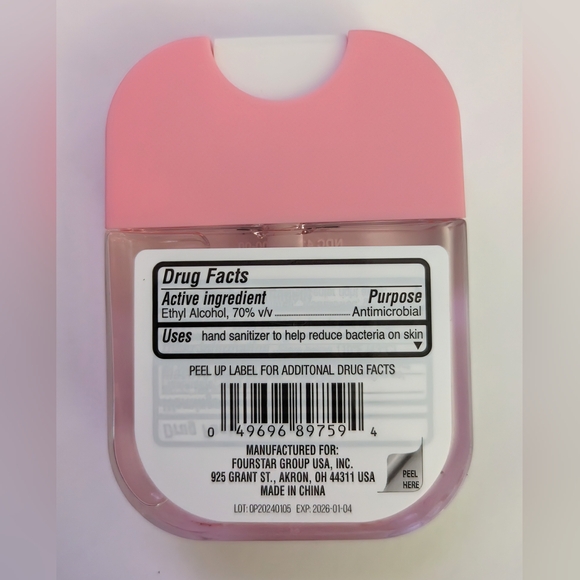 Drug Facts
Active ingredient Purpose
Ethyl Alcohol, 70% v/v Antimicrobial
Uses hand sanitizer to help reduce bacteria on skin
PEEL UP LABEL FOR ADDITONAL DRUG FACTS
0 49696 89759 4
MANUFACTURED FOR:
FOURSTAR GROUP USA, INC.
925 GRANT ST., AKRON, OH 44311 USA
MADE IN CHINA
PEEL
HERE
LOT: OP20240105 EXP: 2026-01-04